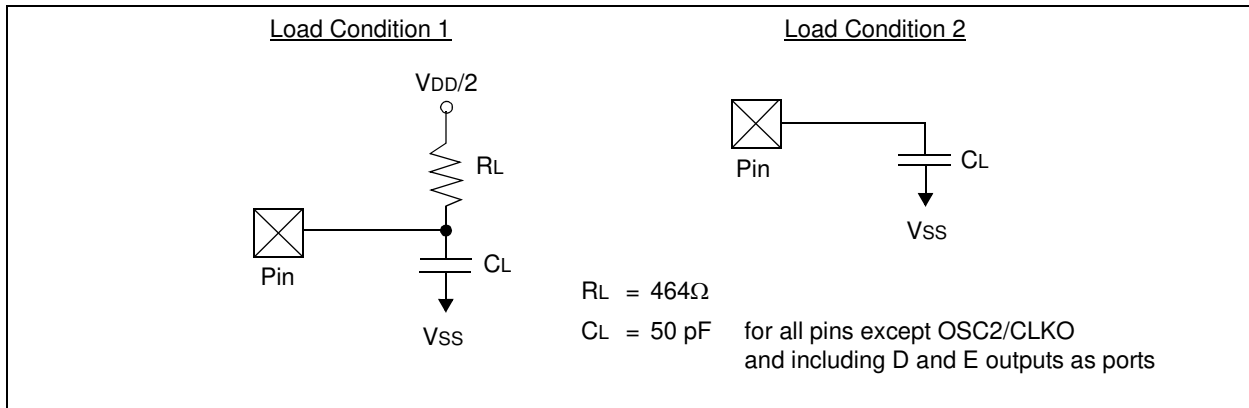 Load Condition 1
VDD/2
RL
Pin
CL
VSS
Load Condition 2
Pin
CL
VSS
RL = 464Ω
CL = 50 pF for all pins except OSC2/CLKO
and including D and E outputs as ports